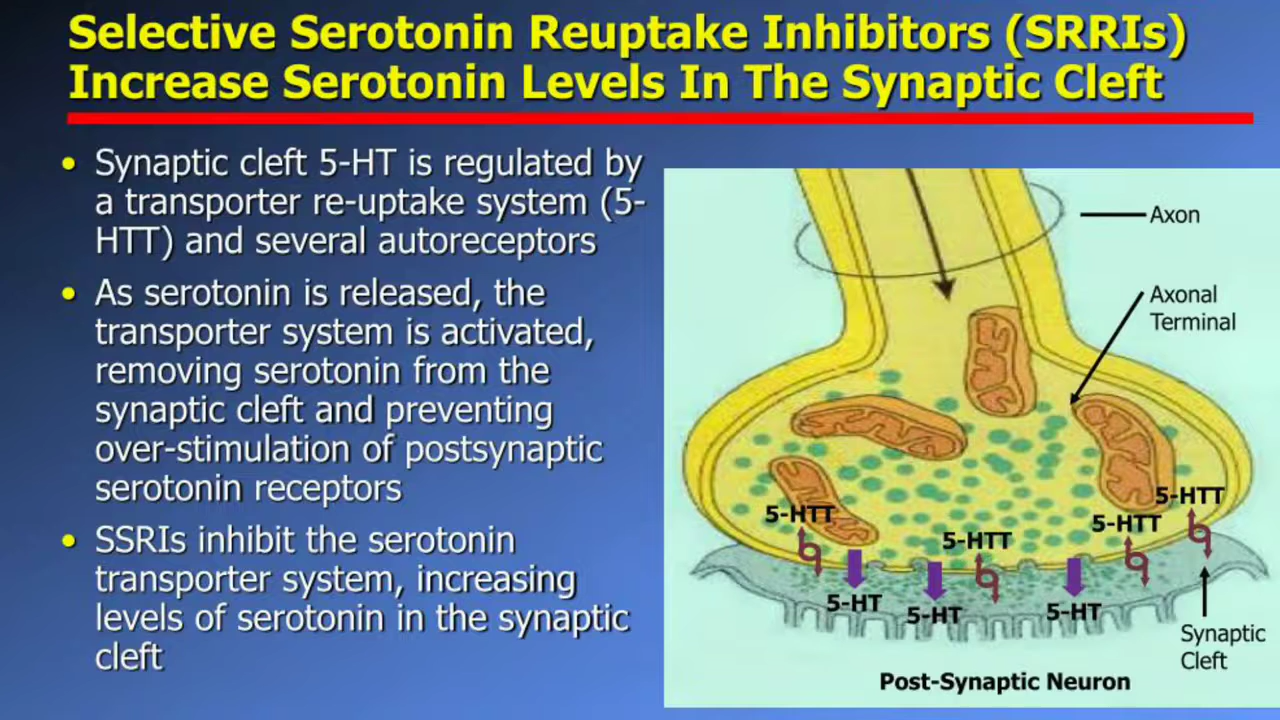 Selective Serotonin Reuptake Inhibitors (SRRIs)
Increase Serotonin Levels In The Synaptic Cleft
• Synaptic cleft 5-HT is regulated by
a transporter re-uptake system (5-
HTT) and several autoreceptors
• As serotonin is released, the
transporter system is activated,
removing serotonin from the
synaptic cleft and preventing
over-stimulation of postsynaptic
serotonin receptors
• SSRIs inhibit the serotonin
transporter system, increasing
levels of serotonin in the synaptic
cleft
Axon
Axonal
Terminal
5-HTT
5-HTT
5-HTT
5-HTT
5-HT
5-HT
5-HT
Synaptic
Cleft
Post-Synaptic Neuron